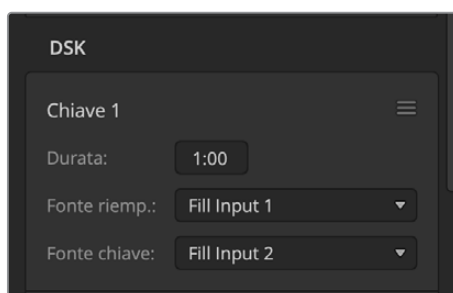 DSK
Chiave 1
Durata: 1:00
Fonte riemp.: Fill Input 1
Fonte chiave: Fill Input 2